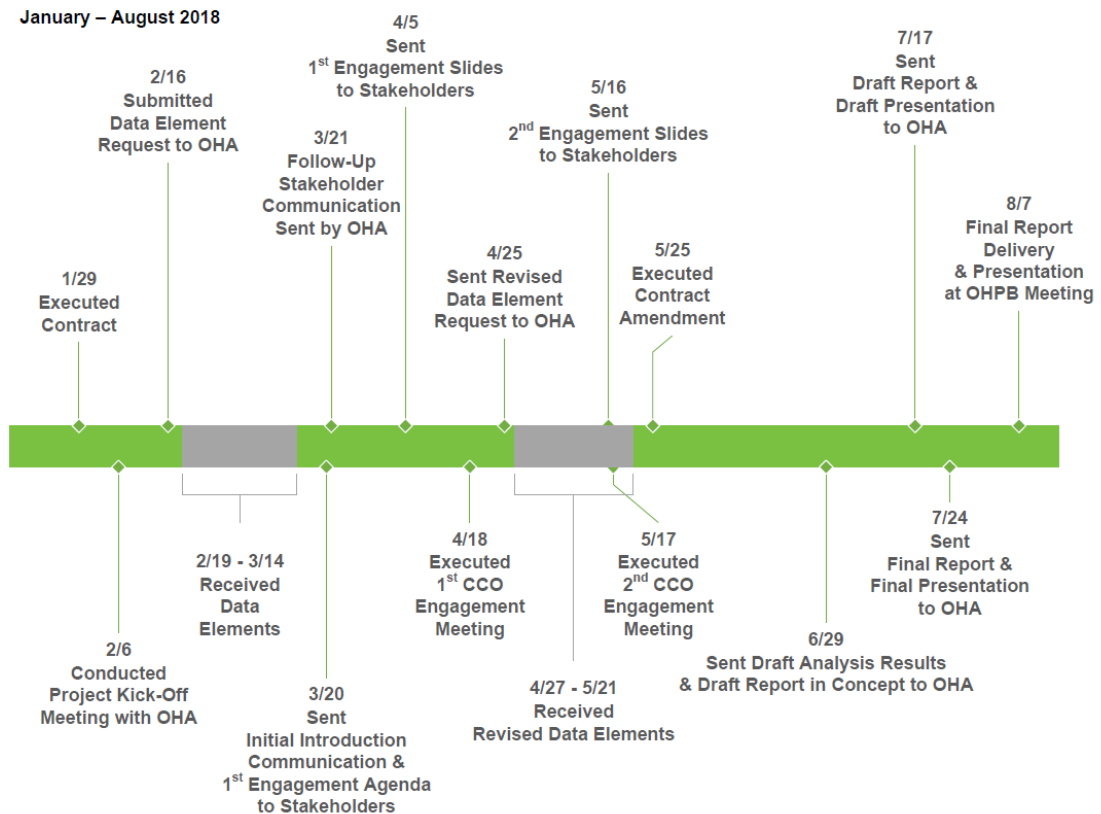 January – August 2018
1/29
Executed
Contract
2/16
Submitted
Data Element
Request to OHA
3/21
Follow-Up
Stakeholder
Communication
Sent by OHA
4/5
Sent
1st Engagement Slides
to Stakeholders
4/25
Sent Revised
Data Element
Request to OHA
5/16
Sent
2nd Engagement Slides
to Stakeholders
5/25
Executed
Contract
Amendment
7/17
Sent
Draft Report &
Draft Presentation
to OHA
8/7
Final Report
Delivery
& Presentation
at OHPB Meeting
2/6
Conducted
Project Kick-Off
Meeting with OHA
2/19 - 3/14
Received
Data
Elements
3/20
Sent
Initial Introduction
Communication &
1st Engagement Agenda
to Stakeholders
4/18
Executed
1st CCO
Engagement
Meeting
4/27 - 5/21
Received
Revised Data Elements
5/17
Executed
2nd CCO
Engagement
Meeting
6/29
Sent Draft Analysis Results
& Draft Report in Concept to OHA
7/24
Sent
Final Report &
Final Presentation
to OHA